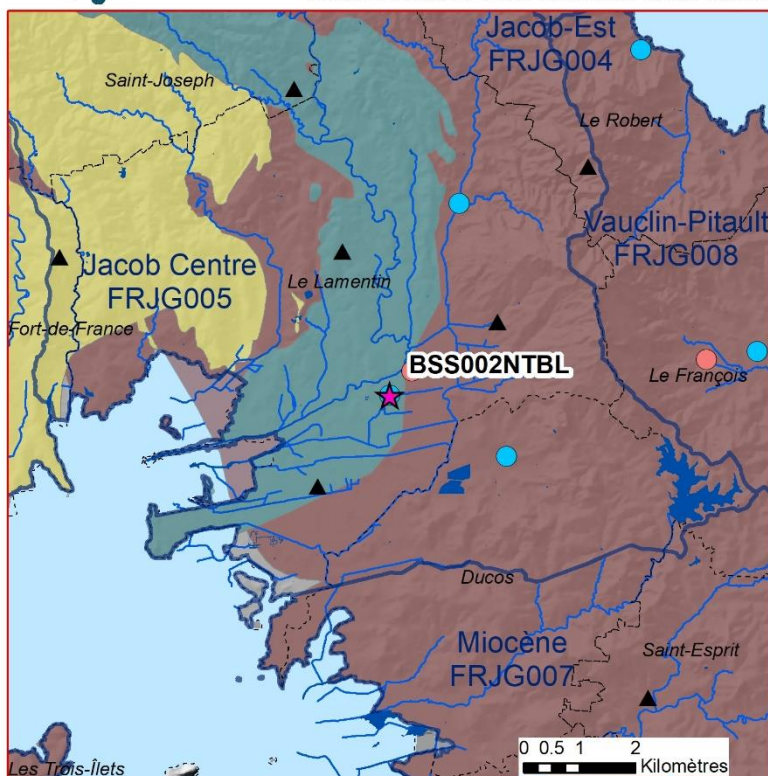 Jacob-Est
FRJG004
Saint-Joseph
Le Robert
Vauclin-Pitault
FRJG008
Jacob Centre
FRJG005
Le Lamentin
Fort-de-France
BSS002NTBL
Le François
Ducos
Miocène
FRJG007
Saint-Esprit
0 0.5 1 2
Kilomètres
Les Trois-Îlets